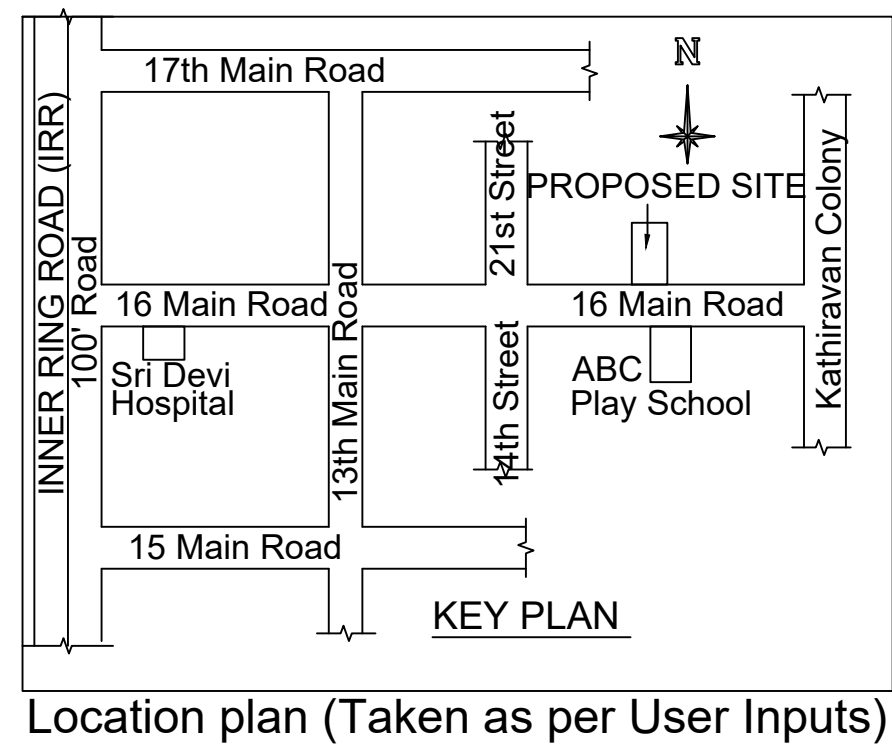 17th Main Road
N
INNER RING ROAD (IRR)
100' Road
21st Street
PROPOSED SITE
Kathiravan Colony
16 Main Road
13th Main Road
16 Main Road
Sri Devi
Hospital
14th Street
ABC
Play School
15 Main Road
KEY PLAN
Location plan (Taken as per User Inputs)